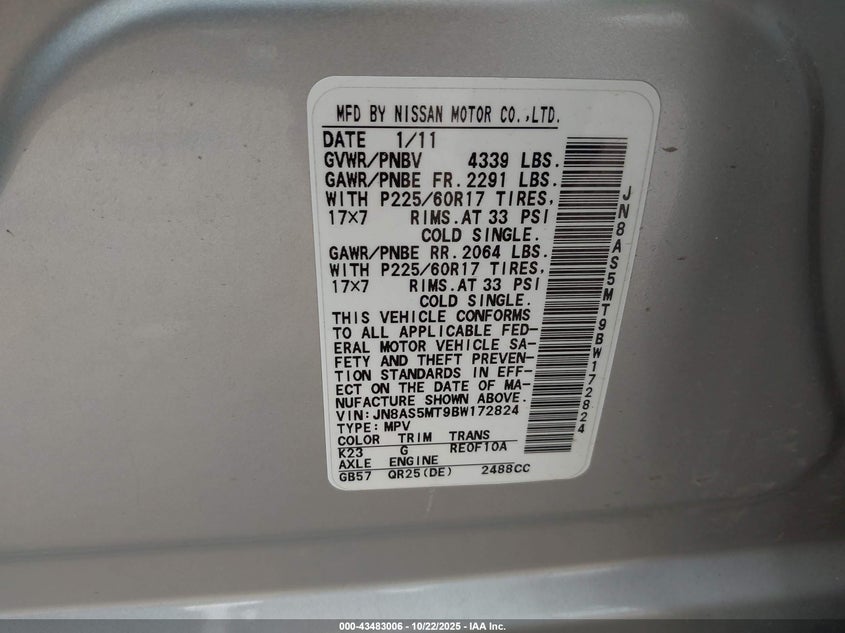 MFD BY NISSAN MOTOR CO.,LTD.
DATE 1/11
GVWR/PNBV 4339 LBS.
GAWR/PNBE FR. 2291 LBS.
WITH P225/60R17 TIRES,
17×7 RIMS.AT 33 PSI
COLD SINGLE.
GAWR/PNBE RR. 2064 LBS.
WITH P225/60R17 TIRES,
17×7 RIMS.AT 33 PSI
COLD SINGLE.
THIS VEHICLE CONFORMS
TO ALL APPLICABLE FED-
ERAL MOTOR VEHICLE SA-
FETY AND THEFT PREVEN-
TION STANDARDS IN EFF-
ECT ON THE DATE OF MA-
NUFACTURE SHOWN ABOVE.
VIN:JN8AS5MT9BW172824
TYPE:MPV
COLOR TRIM TRANS
K23 G RE0F10A
AXLE ENGINE
GB57 QR25(DE) 2488CC
JN8AS5MT9BW172824
000-43483006 - 10/22/2025 - IAA Inc.